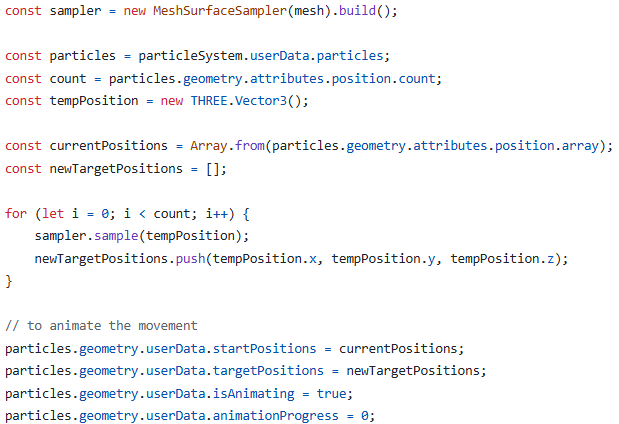 const sampler = new MeshSurfaceSampler(mesh).build();

const particles = particleSystem.userData.particles;
const count = particles.geometry.attributes.position.count;
const tempPosition = new THREE.Vector3();

const currentPositions = Array.from(particles.geometry.attributes.position.array);
const newTargetPositions = [];

for (let i = 0; i < count; i++) {
    sampler.sample(tempPosition);
    newTargetPositions.push(tempPosition.x, tempPosition.y, tempPosition.z);
}

// to animate the movement
particles.geometry.userData.startPositions = currentPositions;
particles.geometry.userData.targetPositions = newTargetPositions;
particles.geometry.userData.isAnimating = true;
particles.geometry.userData.animationProgress = 0;